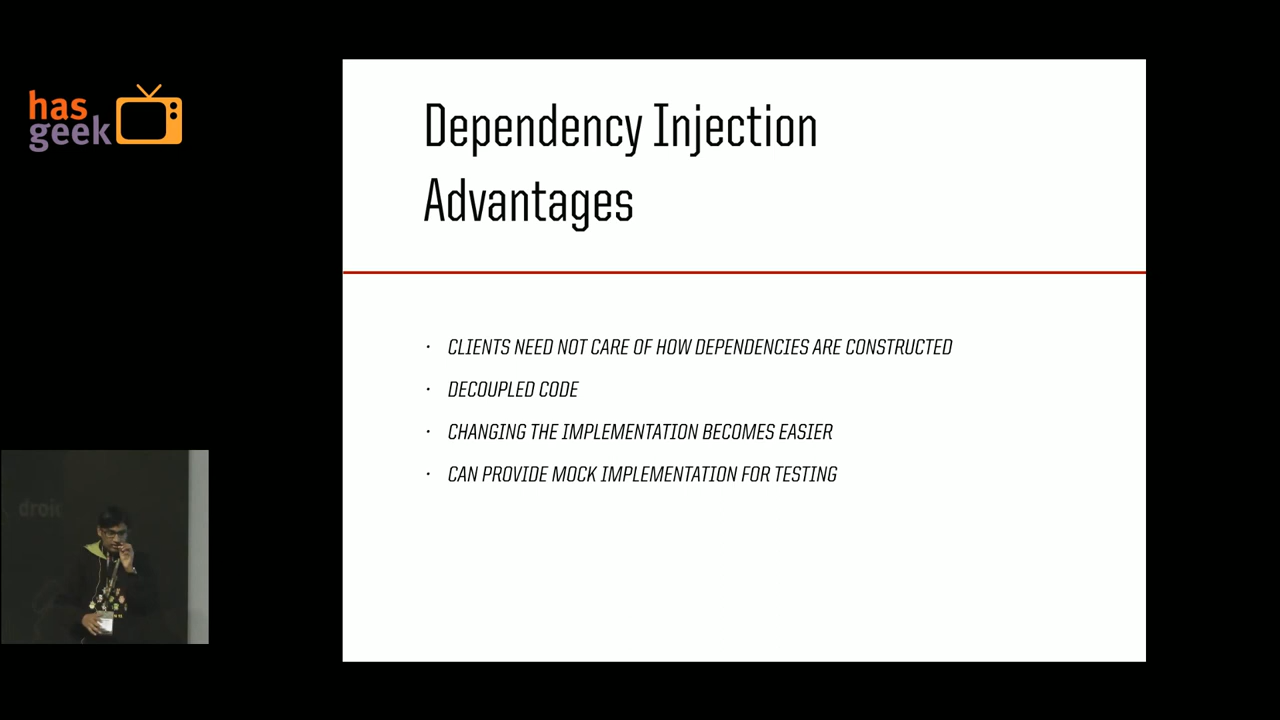 has
geek
Dependency Injection
Advantages
· CLIENTS NEED NOT CARE OF HOW DEPENDENCIES ARE CONSTRUCTED
· DECOUPLED CODE
· CHANGING THE IMPLEMENTATION BECOMES EASIER
· CAN PROVIDE MOCK IMPLEMENTATION FOR TESTING
droid